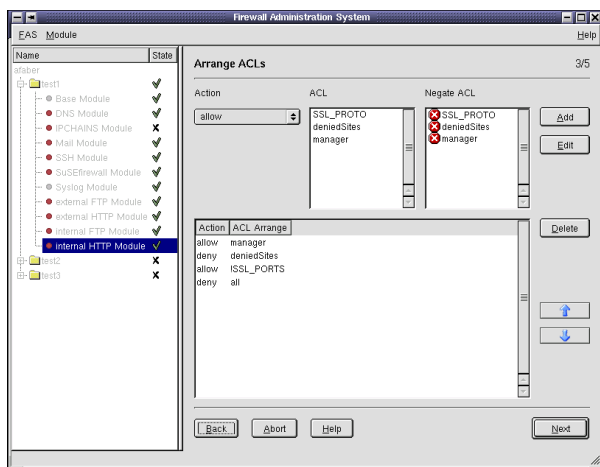 Firewall Administration System
FAS Module Help
Name State
afaber
test1
Base Module
DNS Module
IPCHAINS Module
Mail Module
SSH Module
SuSEfirewall Module
Syslog Module
external FTP Module
external HTTP Module
internal FTP Module
internal HTTP Module
test2
test3
Arrange ACLs 3/5
Action ACL Negate ACL
allow
SSL_PROTO
deniedSites
manager
SSL_PROTO
deniedSites
manager
Add
Edit
Action ACL Arrange
allow manager
deny deniedSites
allow !SSL_PORTS
deny all
Delete
Back Abort Help Next